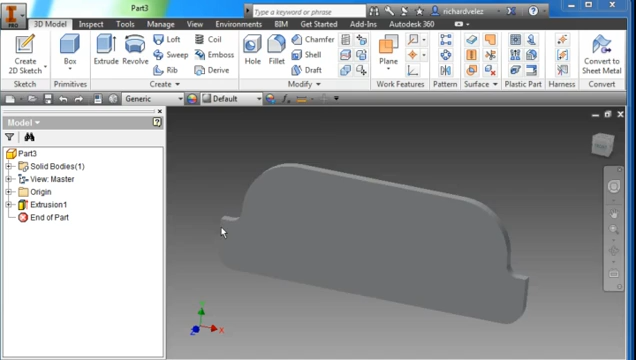 Part3
Type a keyword or phrase
richardvelez
PRO
3D Model
Inspect
Tools
Manage
View
Environments
BIM
Get Started
Add-Ins
Autodesk 360
Create
2D Sketch
Box
Extrude
Revolve
Loft
Sweep
Rib
Coil
Emboss
Derive
Hole
Fillet
Chamfer
Shell
Draft
Plane
Convert to
Sheet Metal
Sketch
Primitives
Create
Modify
Work Features
Pattern
Surface
Plastic Part
Harness
Convert
Generic
Default
Model
Part3
Solid Bodies(1)
View: Master
Origin
Extrusion1
End of Part
X